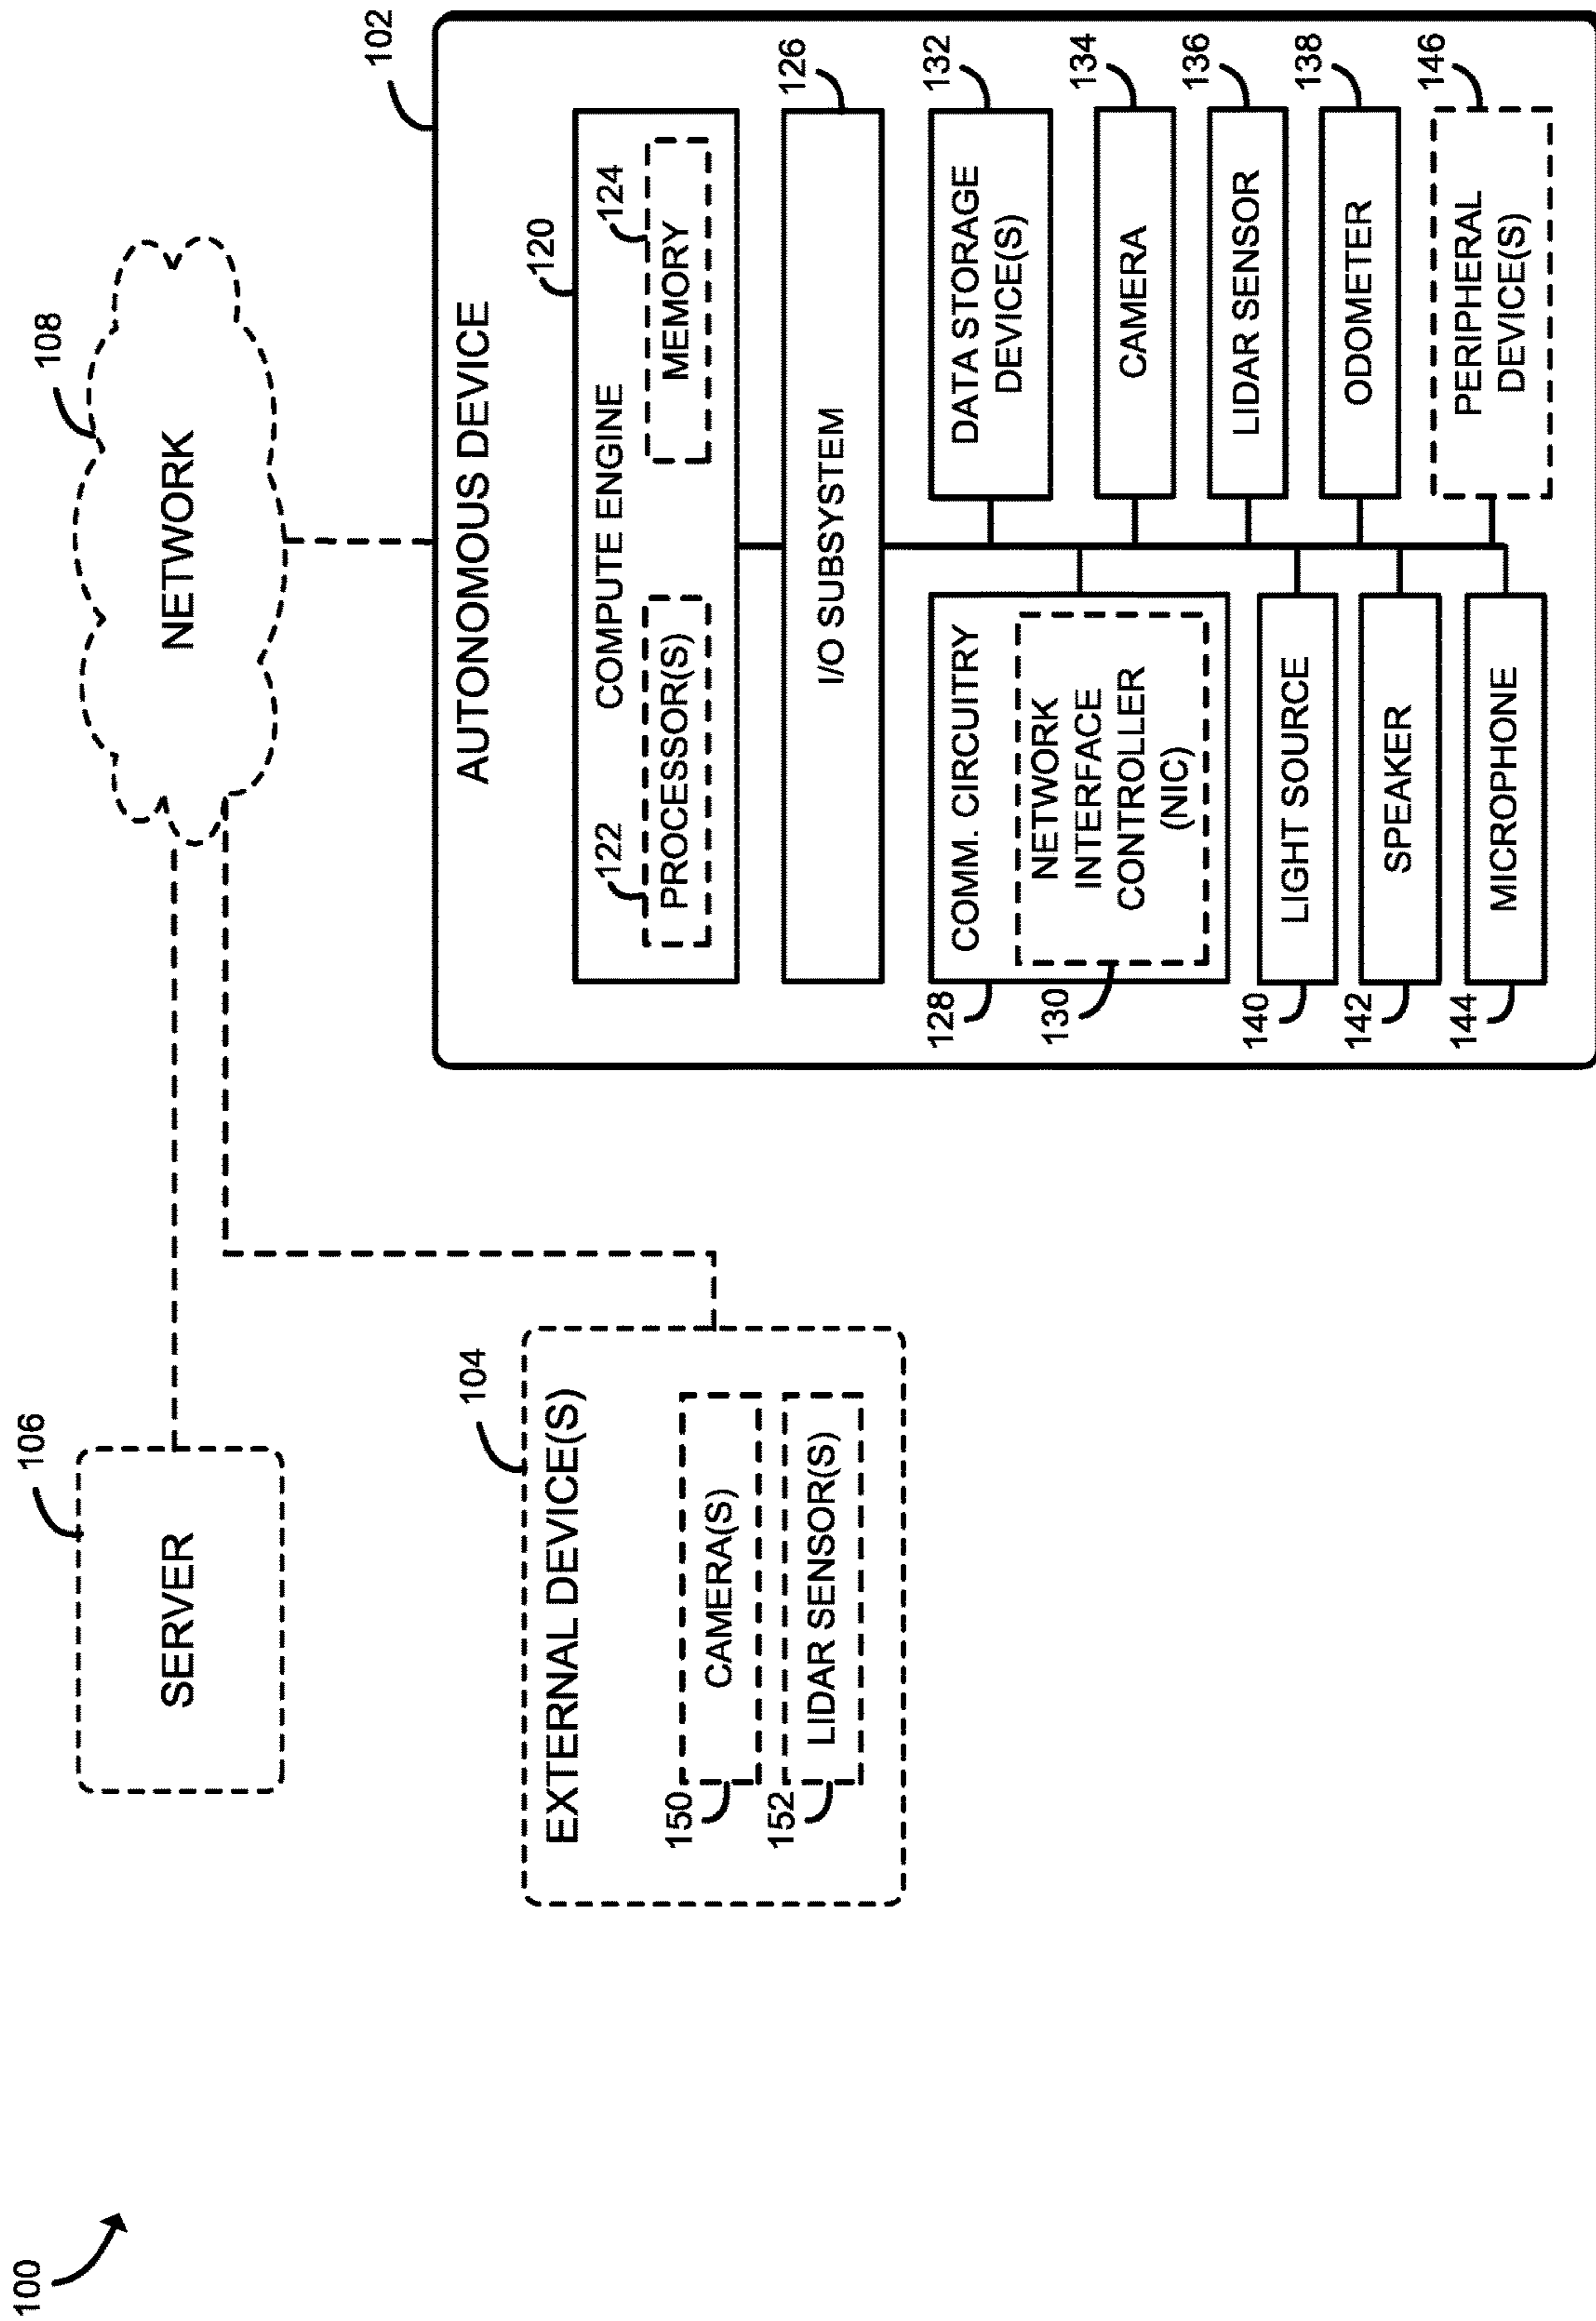 100
106
SERVER
108
NETWORK
104
EXTERNAL DEVICE(S)
150
CAMERA(S)
152
LIDAR SENSOR(S)
102
AUTONOMOUS DEVICE
120
COMPUTE ENGINE
122
PROCESSOR(S)
124
MEMORY
126
I/O SUBSYSTEM
128
COMM. CIRCUITRY
130
NETWORK
INTERFACE
CONTROLLER
(NIC)
140
LIGHT SOURCE
142
SPEAKER
144
MICROPHONE
132
DATA STORAGE
DEVICE(S)
134
CAMERA
136
LIDAR SENSOR
138
ODOMETER
146
PERIPHERAL
DEVICE(S)